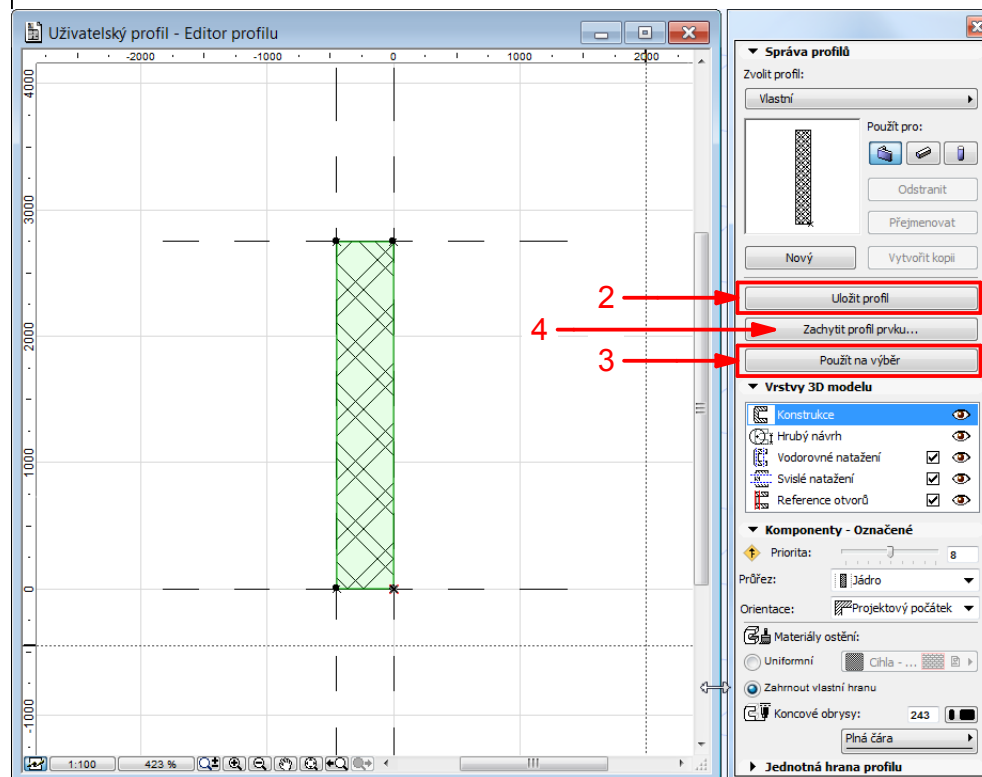 Uživatelský profil - Editor profilu
-2000
-1000
0
1000
2000
4000
3000
2000
1000
0
-1000
1:100
423 %
Správa profilů
Zvolit profil:
Vlastní
Použít pro:
Odstranit
Přejmenovat
Nový
Vytvořit kopii
2
Uložit profil
4
Zachytit profil prvku...
3
Použít na výběr
Vrstvy 3D modelu
Konstrukce
Hrubý návrh
Vodorovné natažení
Svislé natažení
Reference otvorů
Komponenty - Označené
Priorita:
8
Průřez:
Jádro
Orientace:
Projektový počátek
Materiály ostění:
Uniformní
Cihla - ...
Zahrnout vlastní hranu
Koncové obrysy:
243
Plná čára
Jednotná hrana profilu